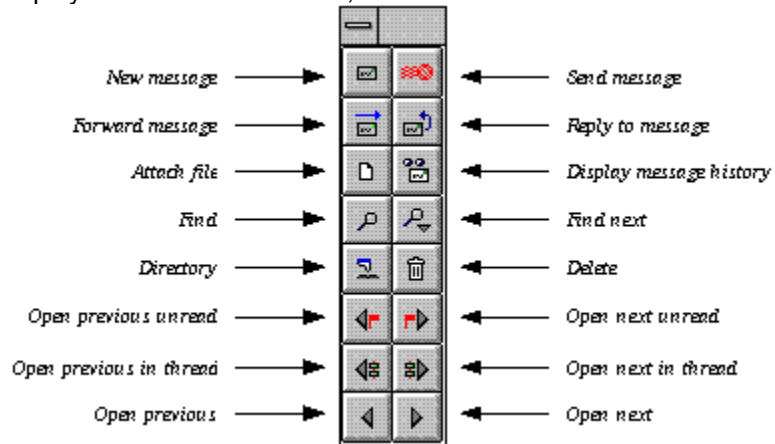 New message
Send message
Forward message
Reply to message
Attach file
Display message history
Find
Find next
Directory
Delete
Open previous unread
Open next unread
Open previous in thread
Open next in thread
Open previous
Open next